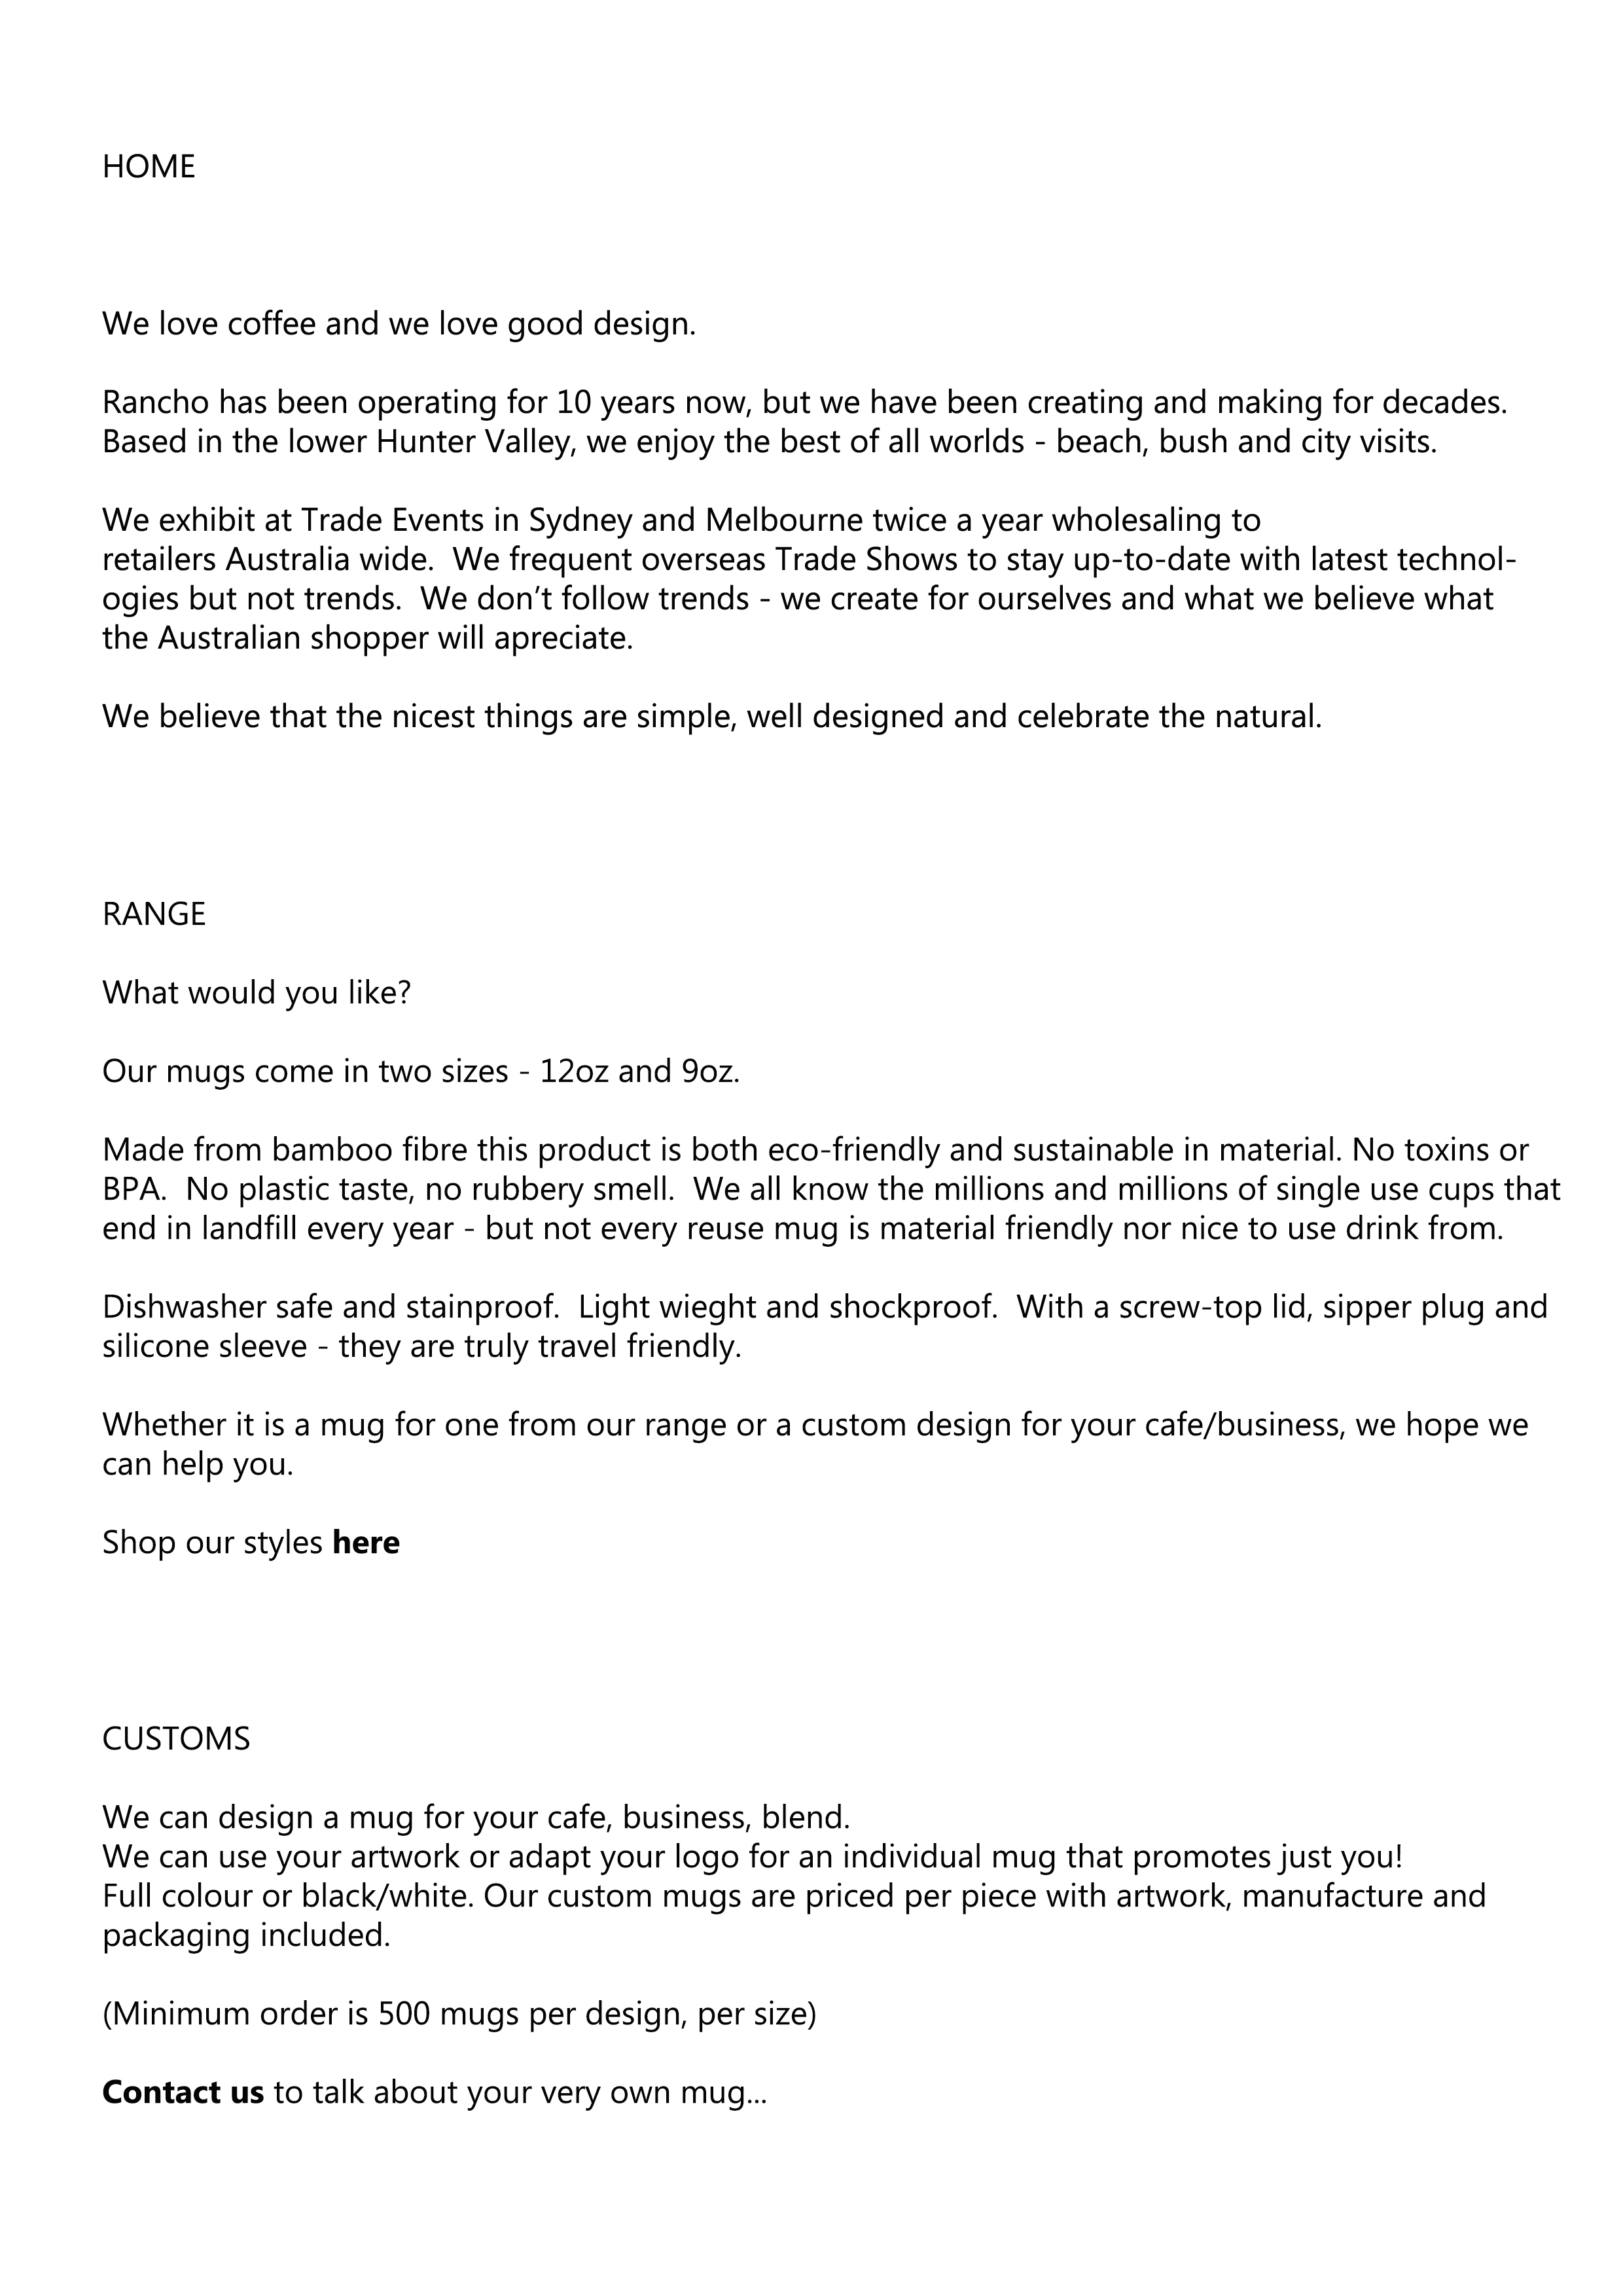 HOME
We love coffee and we love good design.
Rancho has been operating for 10 years now, but we have been creating and making for decades.
Based in the lower Hunter Valley, we enjoy the best of all worlds - beach, bush and city visits.
We exhibit at Trade Events in Sydney and Melbourne twice a year wholesaling to
retailers Australia wide.  We frequent overseas Trade Shows to stay up-to-date with latest technol-
ogies but not trends.  We don’t follow trends - we create for ourselves and what we believe what
the Australian shopper will apreciate.
We believe that the nicest things are simple, well designed and celebrate the natural.
RANGE
What would you like?
Our mugs come in two sizes - 12oz and 9oz.
Made from bamboo fibre this product is both eco-friendly and sustainable in material. No toxins or
BPA.  No plastic taste, no rubbery smell.  We all know the millions and millions of single use cups that
end in landfill every year - but not every reuse mug is material friendly nor nice to use drink from.
Dishwasher safe and stainproof.  Light wieght and shockproof.  With a screw-top lid, sipper plug and
silicone sleeve - they are truly travel friendly.
Whether it is a mug for one from our range or a custom design for your cafe/business, we hope we
can help you.
Shop our styles here
CUSTOMS
We can design a mug for your cafe, business, blend.
We can use your artwork or adapt your logo for an individual mug that promotes just you!
Full colour or black/white. Our custom mugs are priced per piece with artwork, manufacture and
packaging included.
(Minimum order is 500 mugs per design, per size)
Contact us to talk about your very own mug...